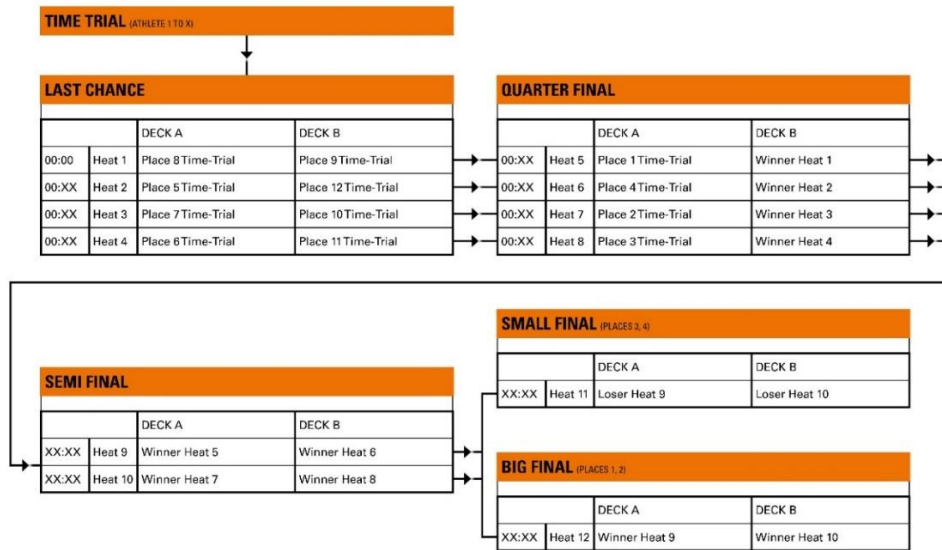 TIME TRIAL (ATHLETE 1 TO X)
LAST CHANCE
DECK A DECK B
00:00 Heat 1 Place 8 Time-Trial Place 9 Time-Trial
00:XX Heat 2 Place 5 Time-Trial Place 12 Time-Trial
00:XX Heat 3 Place 7 Time-Trial Place 10 Time-Trial
00:XX Heat 4 Place 6 Time-Trial Place 11 Time-Trial
QUARTER FINAL
DECK A DECK B
00:XX Heat 5 Place 1 Time-Trial Winner Heat 1
00:XX Heat 6 Place 4 Time-Trial Winner Heat 2
00:XX Heat 7 Place 2 Time-Trial Winner Heat 3
00:XX Heat 8 Place 3 Time-Trial Winner Heat 4
SEMI FINAL
DECK A DECK B
XX:XX Heat 9 Winner Heat 5 Winner Heat 6
XX:XX Heat 10 Winner Heat 7 Winner Heat 8
SMALL FINAL (PLACES 3, 4)
DECK A DECK B
XX:XX Heat 11 Loser Heat 9 Loser Heat 10
BIG FINAL (PLACES 1, 2)
DECK A DECK B
XX:XX Heat 12 Winner Heat 9 Winner Heat 10